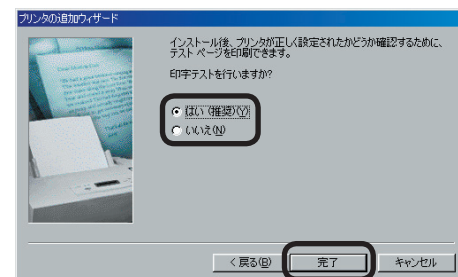 プリンタの追加ウィザード
インストール後、プリンタが正しく設定されたかどうか確認するために、
テスト ページを印刷できます。
印字テストを行いますか?
はい (推奨)(Y)
いいえ(N)
< 戻る(B)
完了
キャンセル